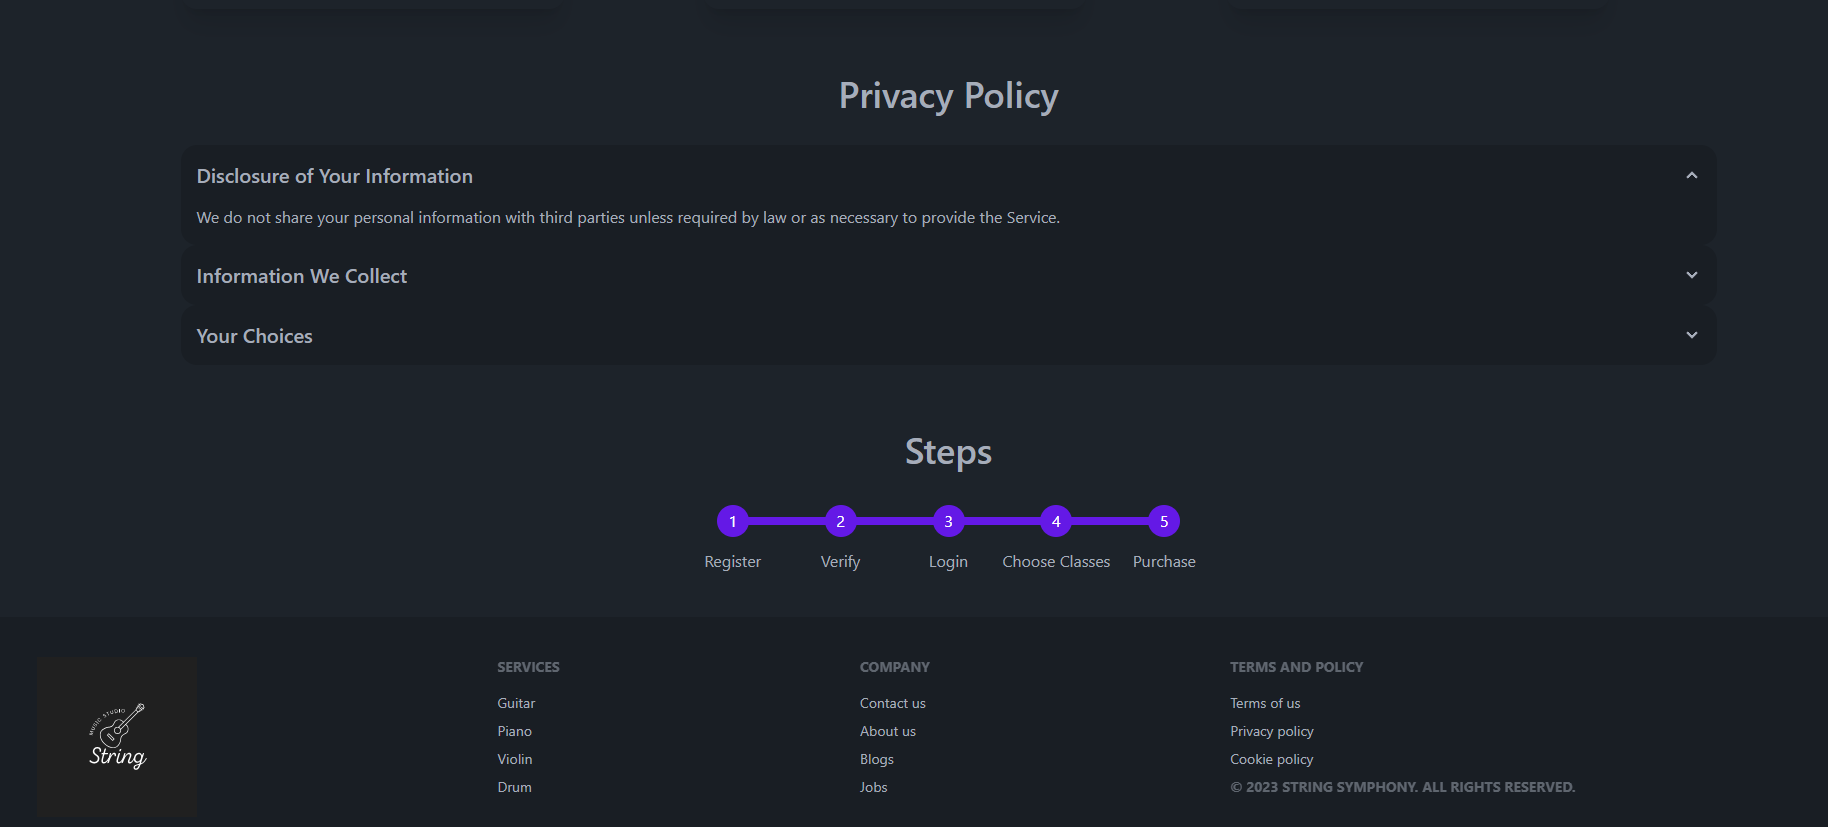 Privacy Policy
Disclosure of Your Information
We do not share your personal information with third parties unless required by law or as necessary to provide the Service.
Information We Collect
Your Choices
Steps
1 2 3 4 5
Register Verify Login Choose Classes Purchase
MUSIC STUDIO
String
SERVICES
Guitar
Piano
Violin
Drum
COMPANY
Contact us
About us
Blogs
Jobs
TERMS AND POLICY
Terms of us
Privacy policy
Cookie policy
© 2023 STRING SYMPHONY. ALL RIGHTS RESERVED.